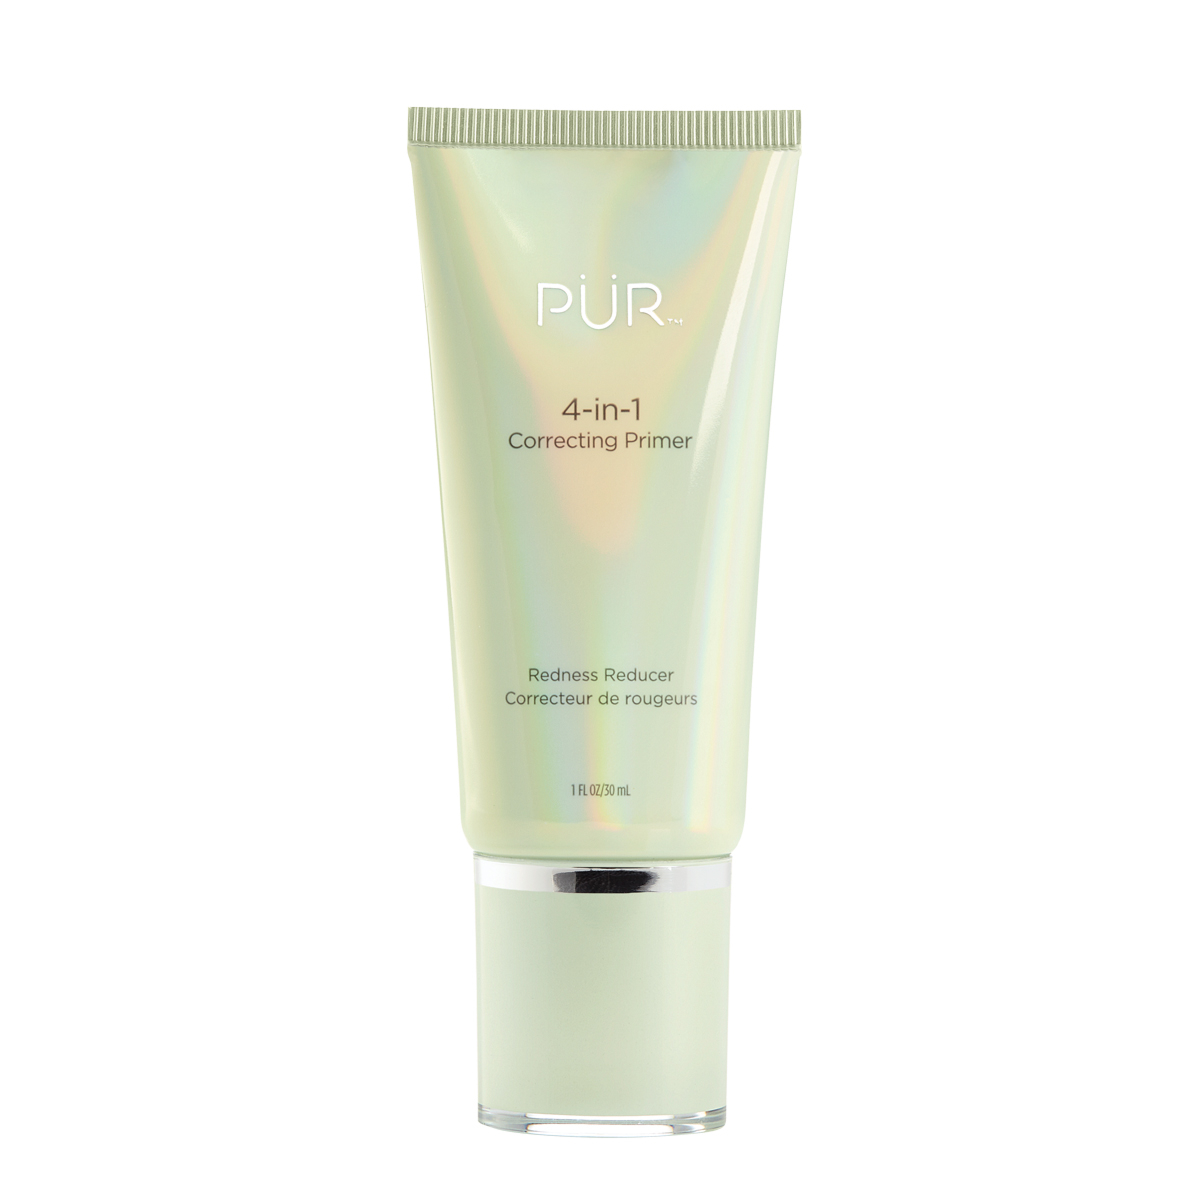 PÜR™
4-in-1
Correcting Primer
Redness Reducer
Correcteur de rougeurs
1 FL OZ/30 mL